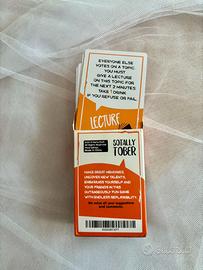 EVERYONE ELSE
VOTES ON A TOPIC.
YOU MUST
GIVE A LECTURE
ON THIS TOPIC FOR
THE NEXT 2 MINUTES
TAKE 1 DRINK
IF YOU REFUSE OR FAIL.
LECTURE
SOTALLY
TOBER
MAKE GREAT MEMORIES,
UNCOVER NEW TALENTS,
EMBARRASS YOURSELF AND
YOUR FRIENDS IN THIS
OUTRAGEOUSLY FUN GAME
WITH ENDLESS REPLAYABILITY.